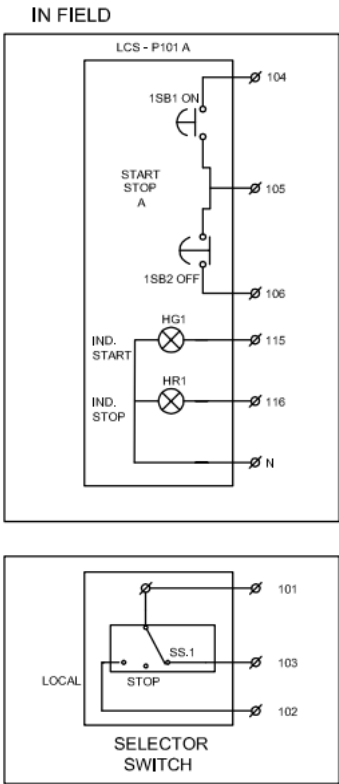 IN FIELD
LCS - P101 A
104
1SB1 ON
START
STOP
A
105
1SB2 OFF
106
HG1
IND.
START
115
HR1
IND.
STOP
116
N
101
SS.1
103
LOCAL
STOP
102
SELECTOR
SWITCH